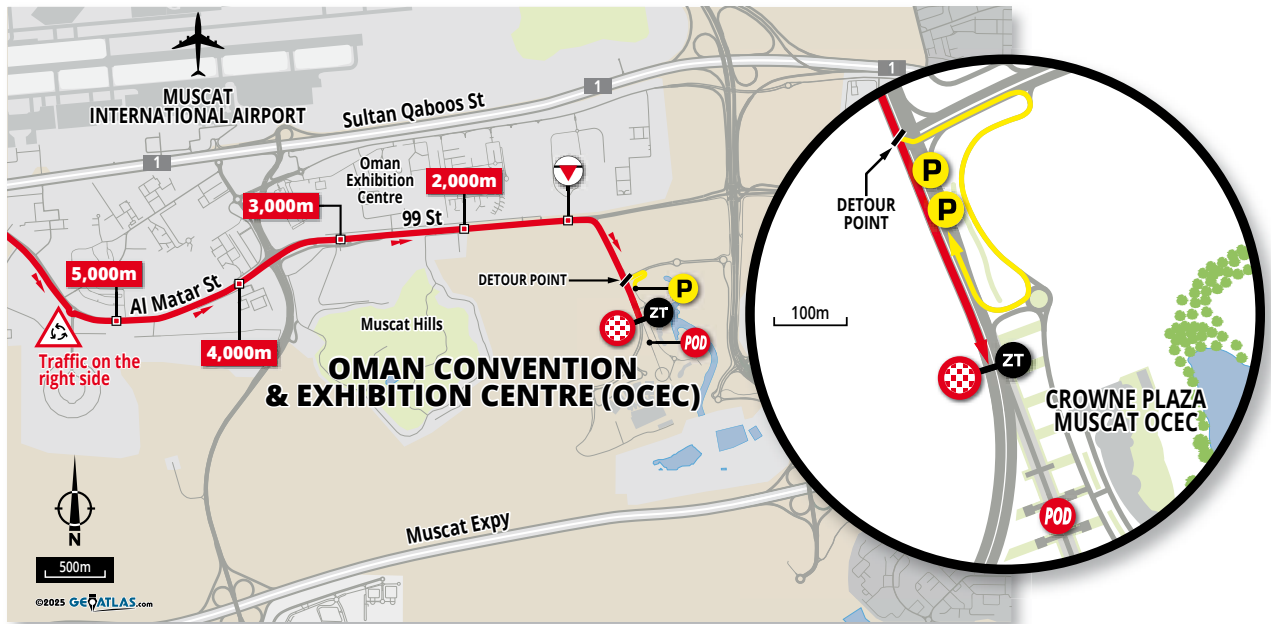 MUSCAT
INTERNATIONAL AIRPORT
Sultan Qaboos St
1
1
1
Oman
Exhibition
Centre
2,000m
3,000m
99 St
5,000m
Al Matar St
4,000m
Traffic on the
right side
Muscat Hills
DETOUR POINT
P
ZT
POD
OMAN CONVENTION
& EXHIBITION CENTRE (OCEC)
Muscat Expy
N
500m
©2025 GEOATLAS.com
P
P
DETOUR
POINT
100m
ZT
CROWNE PLAZA
MUSCAT OCEC
POD